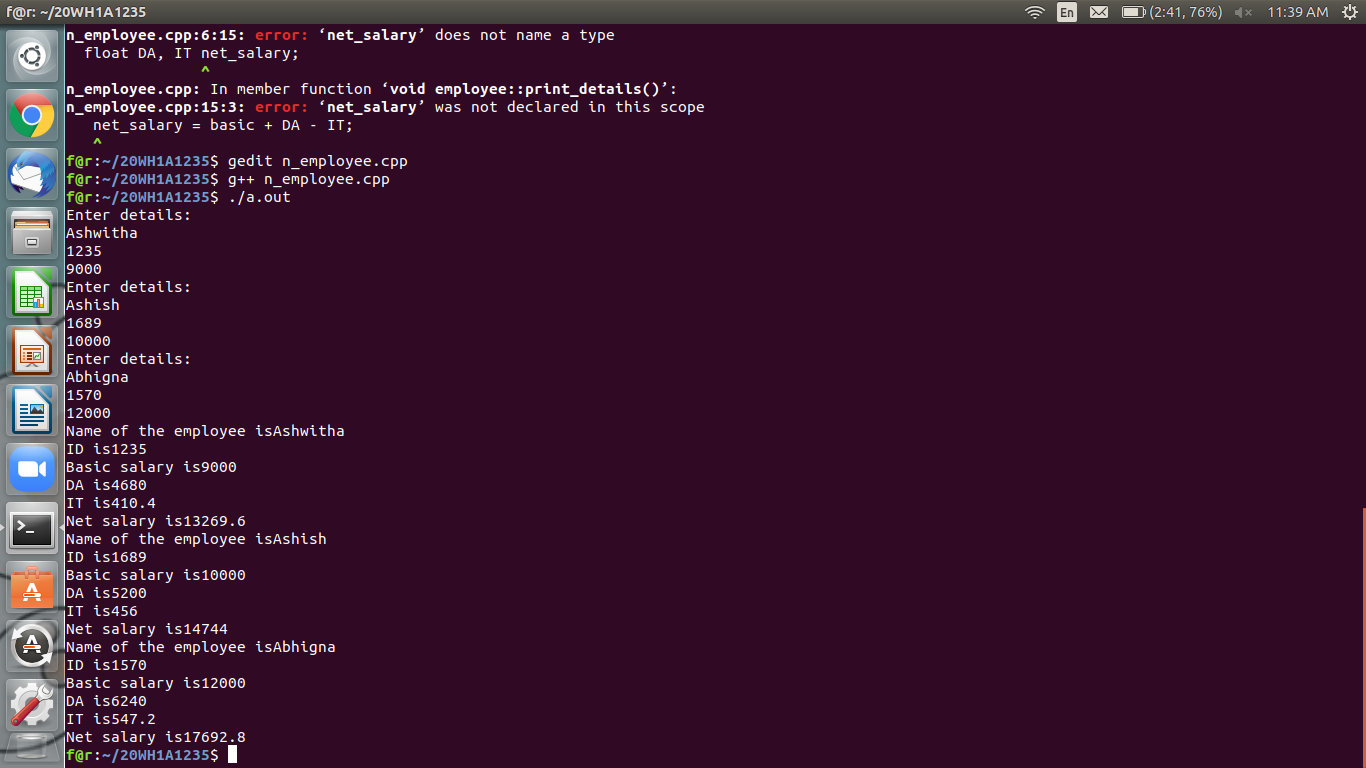 f@r: ~/20WH1A1235
En
(2:41, 76%)
11:39 AM
n_employee.cpp:6:15: error: ‘net_salary’ does not name a type
  float DA, IT net_salary;
               ^
n_employee.cpp: In member function ‘void employee::print_details()’:
n_employee.cpp:15:3: error: ‘net_salary’ was not declared in this scope
   net_salary = basic + DA - IT;
   ^
f@r:~/20WH1A1235$ gedit n_employee.cpp
f@r:~/20WH1A1235$ g++ n_employee.cpp
f@r:~/20WH1A1235$ ./a.out
Enter details:
Ashwitha
1235
9000
Enter details:
Ashish
1689
10000
Enter details:
Abhigna
1570
12000
Name of the employee isAshwitha
ID is1235
Basic salary is9000
DA is4680
IT is410.4
Net salary is13269.6
Name of the employee isAshish
ID is1689
Basic salary is10000
DA is5200
IT is456
Net salary is14744
Name of the employee isAbhigna
ID is1570
Basic salary is12000
DA is6240
IT is547.2
Net salary is17692.8
f@r:~/20WH1A1235$